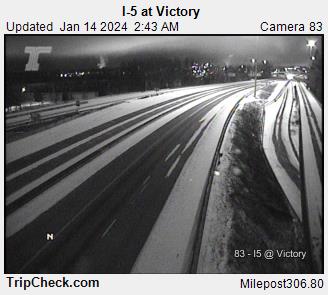 I-5 at Victory
Updated Jan 14 2024 2:43 AM Camera 83
T
N
83 - I5 @ Victory
TripCheck.com Milepost306.80